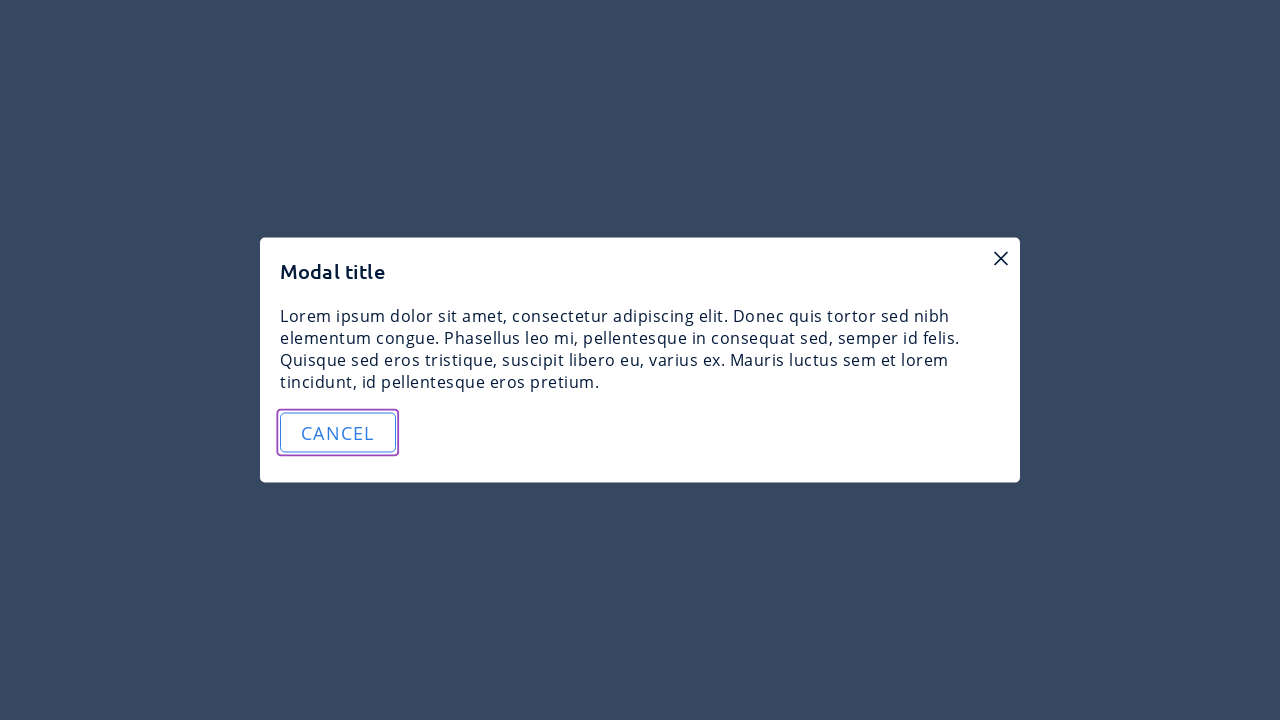 Modal title
Lorem ipsum dolor sit amet, consectetur adipiscing elit. Donec quis tortor sed nibh
elementum congue. Phasellus leo mi, pellentesque in consequat sed, semper id felis.
Quisque sed eros tristique, suscipit libero eu, varius ex. Mauris luctus sem et lorem
tincidunt, id pellentesque eros pretium.
CANCEL